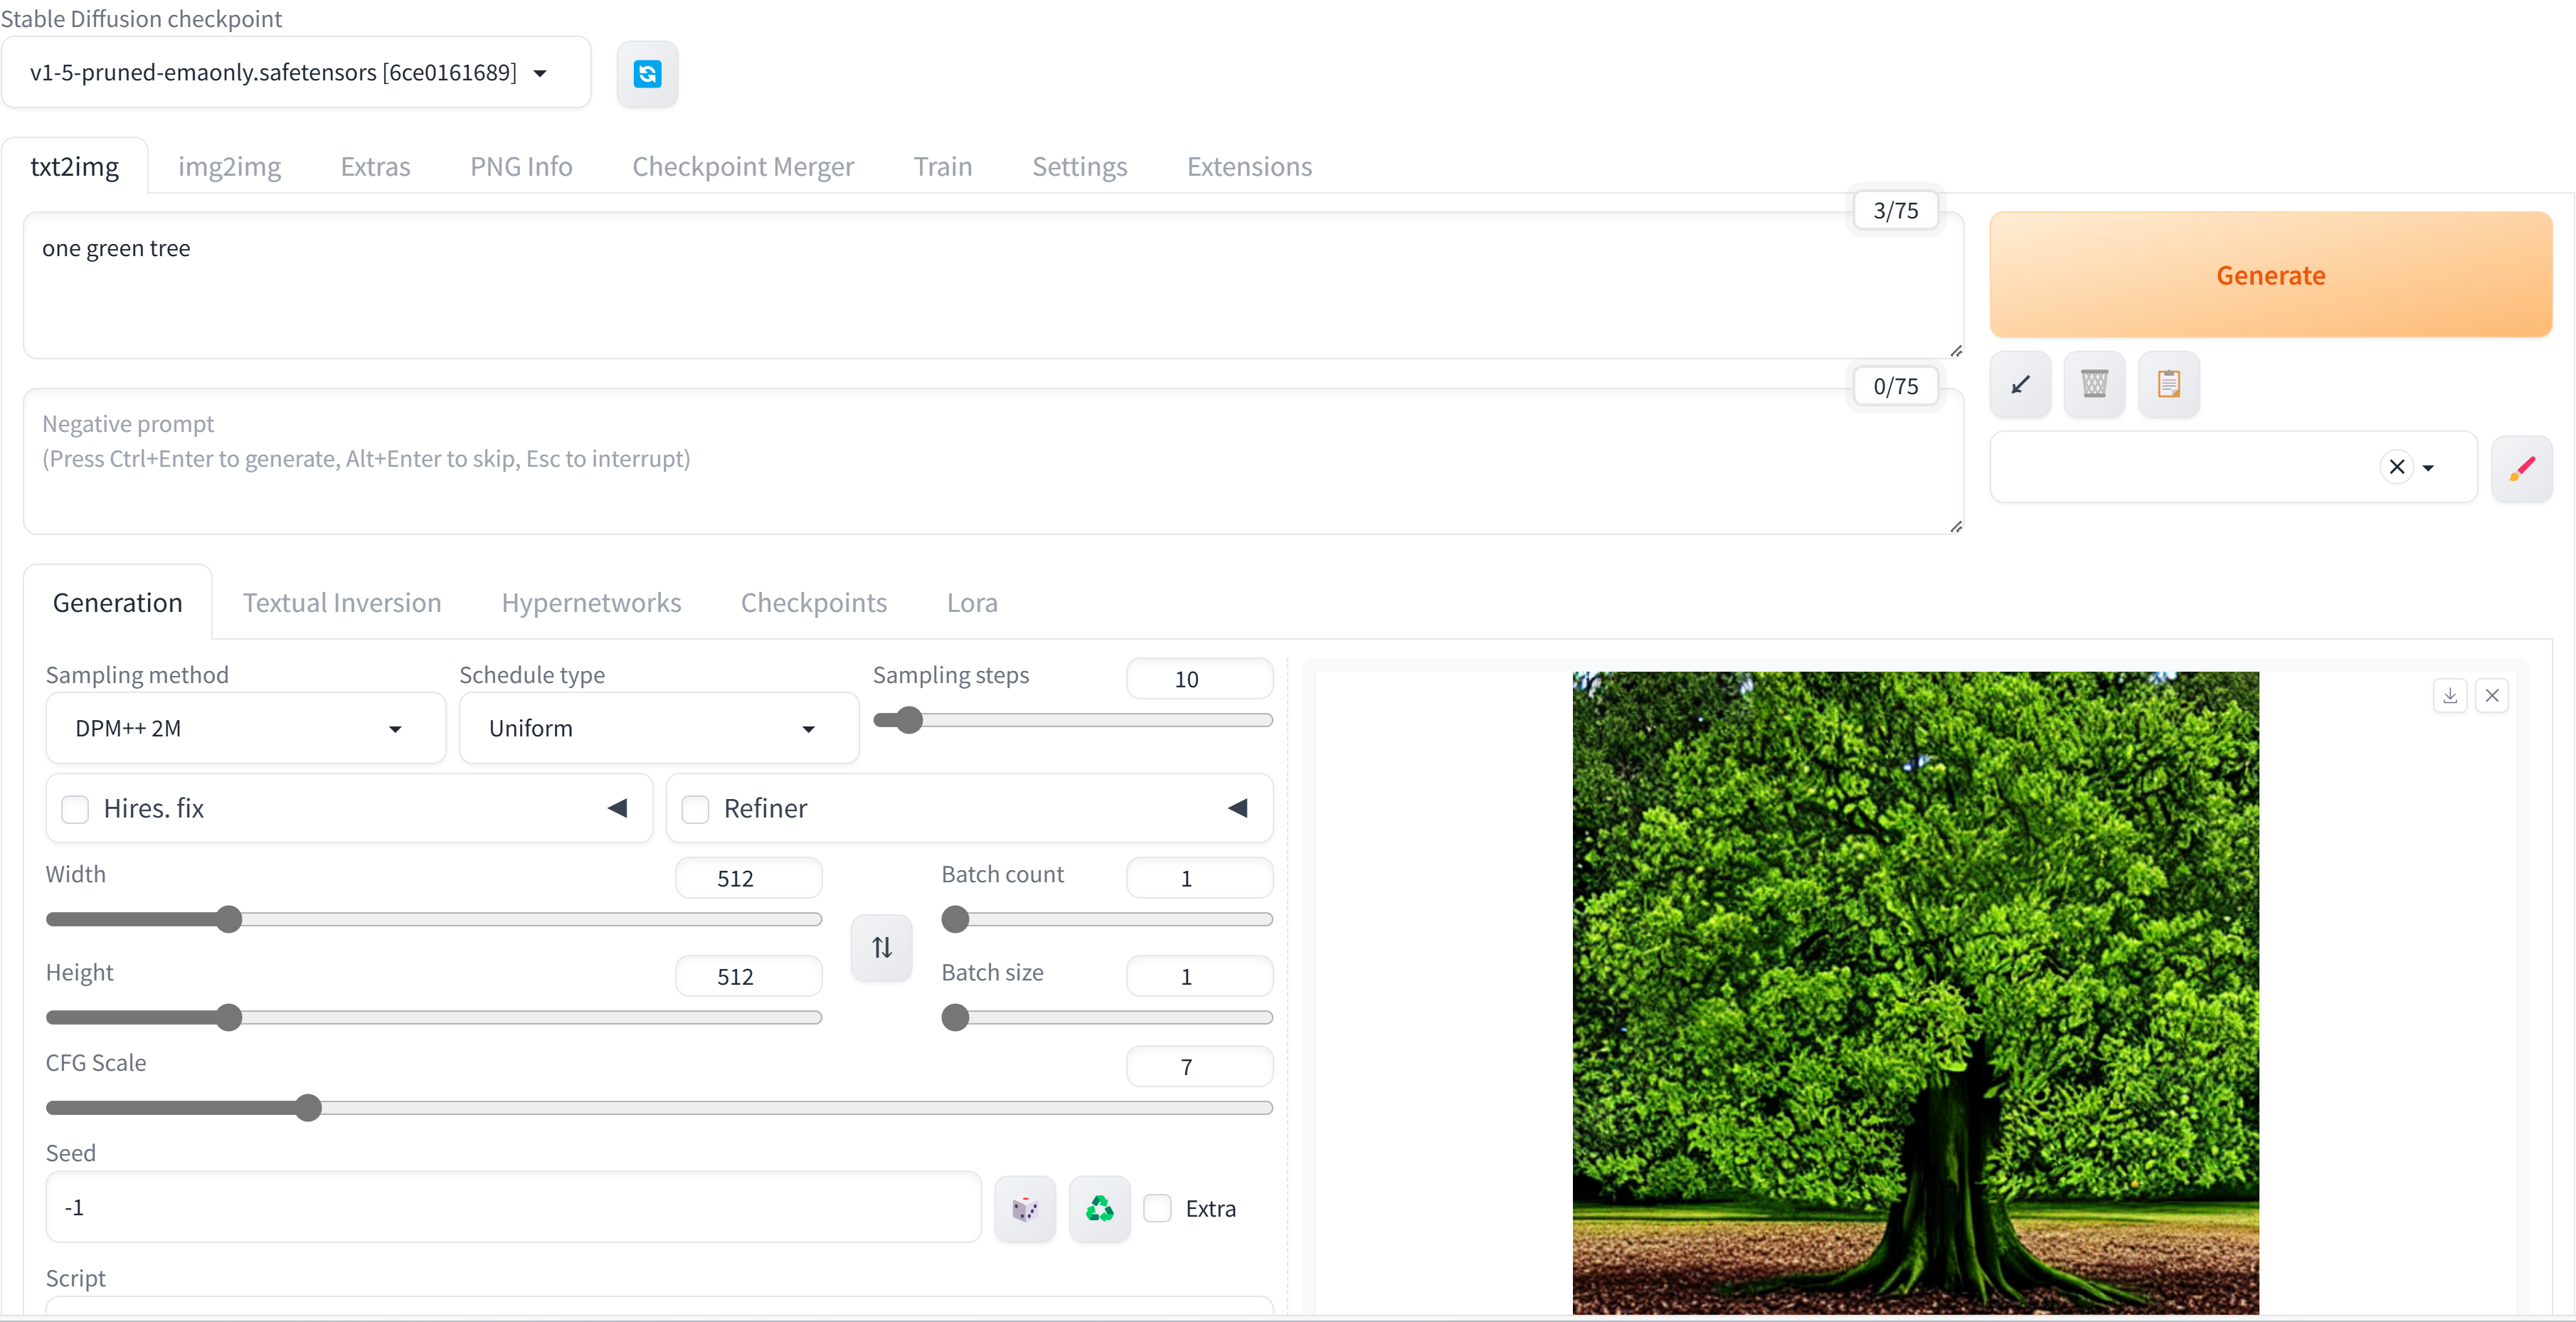 Stable Diffusion checkpoint
v1-5-pruned-emaonly.safetensors [6ce0161689]
txt2img img2img Extras PNG Info Checkpoint Merger Train Settings Extensions
3/75
one green tree
Generate
0/75
Negative prompt
(Press Ctrl+Enter to generate, Alt+Enter to skip, Esc to interrupt)
Generation Textual Inversion Hypernetworks Checkpoints Lora
Sampling method Schedule type Sampling steps 10
DPM++ 2M Uniform
Hires. fix Refiner
Width 512 Batch count 1
Height 512 Batch size 1
CFG Scale 7
Seed
-1 Extra
Script